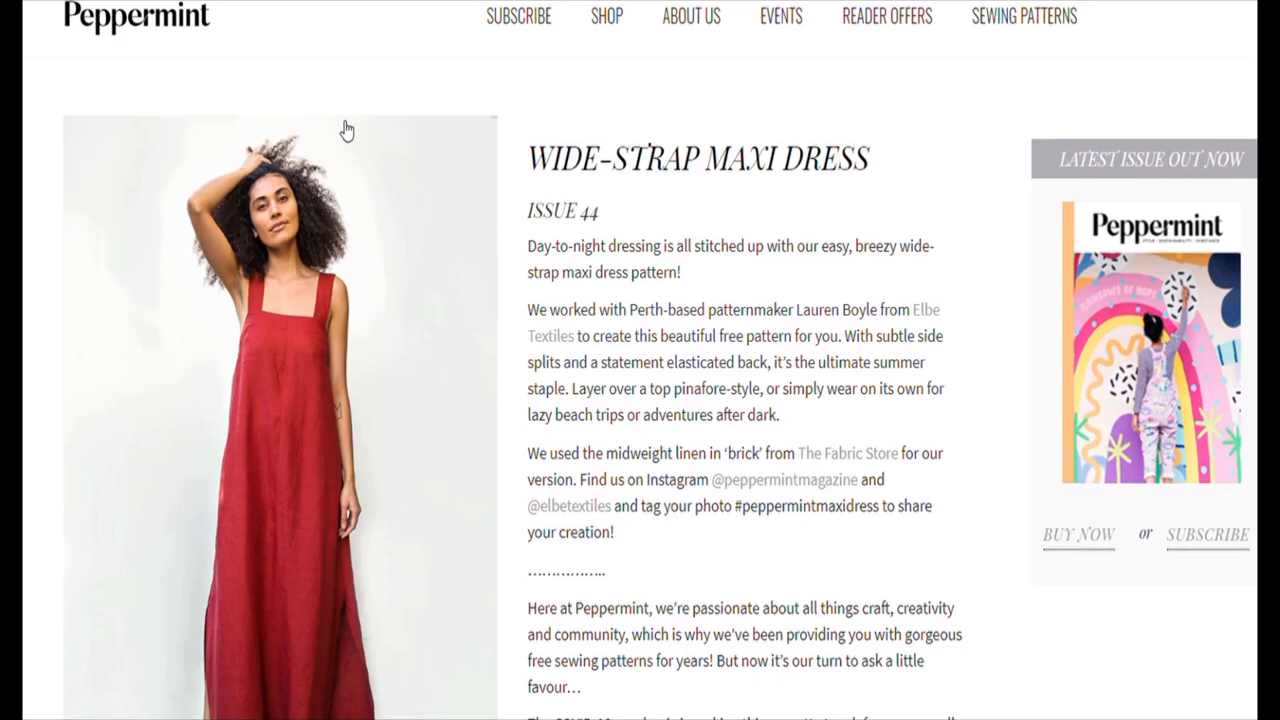 Peppermint
SUBSCRIBE SHOP ABOUT US EVENTS READER OFFERS SEWING PATTERNS
WIDE-STRAP MAXI DRESS
ISSUE 44
Day-to-night dressing is all stitched up with our easy, breezy wide-
strap maxi dress pattern!
We worked with Perth-based patternmaker Lauren Boyle from Elbe
Textiles to create this beautiful free pattern for you. With subtle side
splits and a statement elasticated back, it's the ultimate summer
staple. Layer over a top pinafore-style, or simply wear on its own for
lazy beach trips or adventures after dark.
We used the midweight linen in ‘brick’ from The Fabric Store for our
version. Find us on Instagram @peppermintmagazine and
@elbetextiles and tag your photo #peppermintmaxidress to share
your creation!
……………..
Here at Peppermint, we’re passionate about all things craft, creativity
and community, which is why we’ve been providing you with gorgeous
free sewing patterns for years! But now it’s our turn to ask a little
favour…
LATEST ISSUE OUT NOW
Peppermint
BUY NOW or SUBSCRIBE